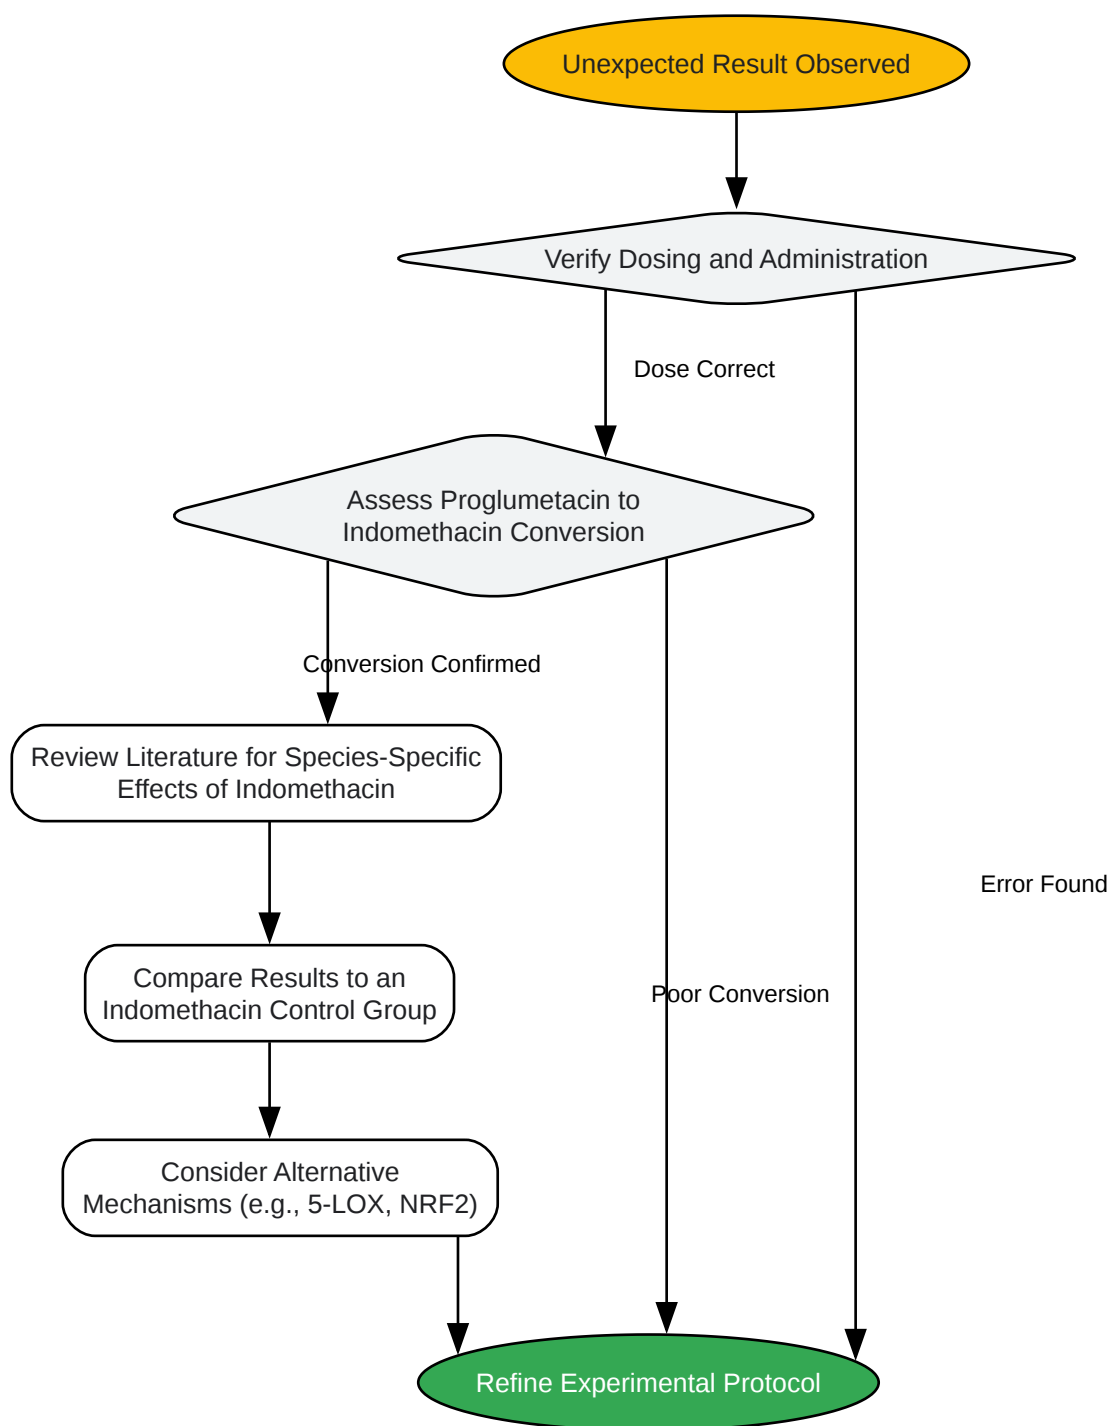 Unexpected Result Observed
Verify Dosing and Administration
Dose Correct
Assess Proglumetacin to
Indomethacin Conversion
Conversion Confirmed
Review Literature for Species-Specific
Effects of Indomethacin
Error Found
Compare Results to an
Indomethacin Control Group
Poor Conversion
Consider Alternative
Mechanisms (e.g., 5-LOX, NRF2)
Refine Experimental Protocol